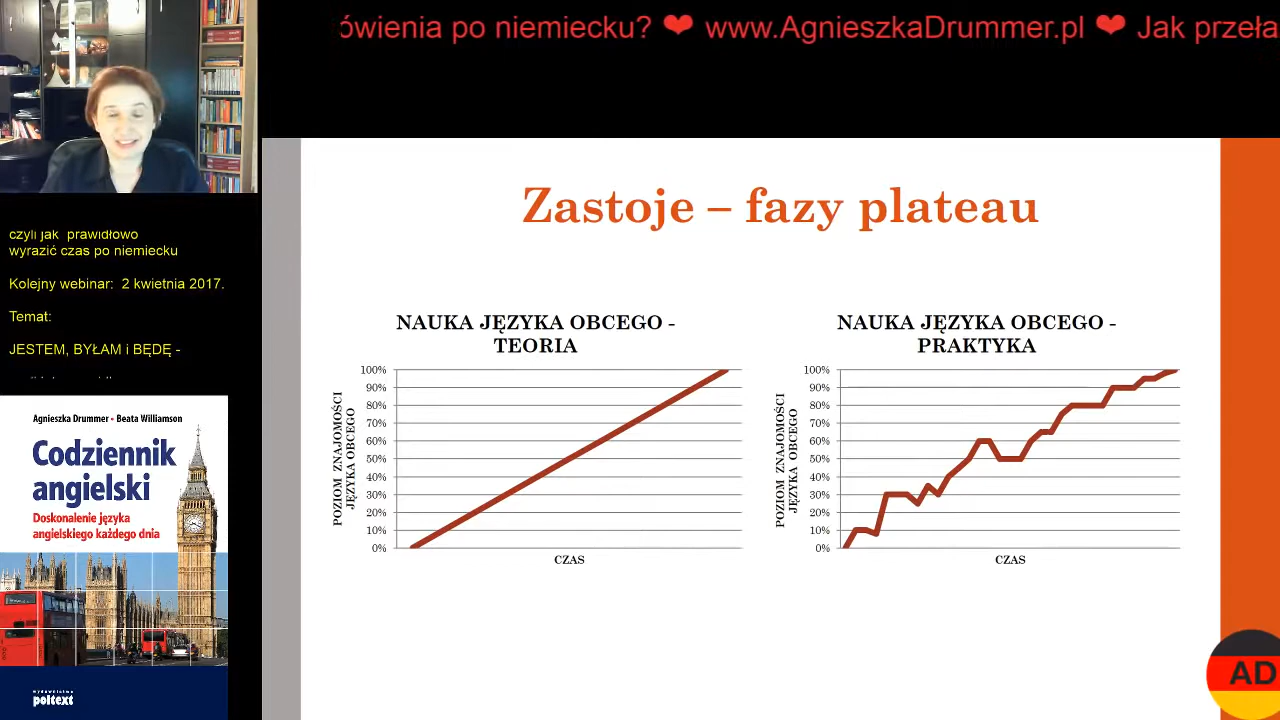 ówienia po niemiecku? ❤ www.AgnieszkaDrummer.pl ❤ Jak przeła
czyli jak prawidłowo
wyrazić czas po niemiecku
Kolejny webinar: 2 kwietnia 2017.
Temat:
JESTEM, BYŁAM i BĘDĘ -
Agnieszka Drummer • Beata Williamson
Codziennik
angielski
Doskonalenie języka
angielskiego każdego dnia
wydawnictwo
poltext
Zastoje – fazy plateau
NAUKA JĘZYKA OBCEGO -
TEORIA
POZIOM ZNAJOMOŚCI
JĘZYKA OBCEGO
100%
90%
80%
70%
60%
50%
40%
30%
20%
10%
0%
CZAS
NAUKA JĘZYKA OBCEGO -
PRAKTYKA
POZIOM ZNAJOMOŚCI
JĘZYKA OBCEGO
100%
90%
80%
70%
60%
50%
40%
30%
20%
10%
0%
CZAS
AD